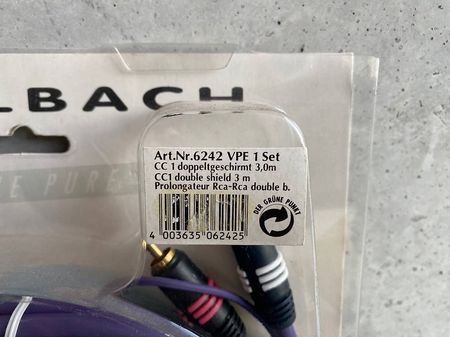 LBACH
E PURE
Art.Nr.6242 VPE 1 Set
CC 1 doppeltgeschirmt 3,0m
CC1 double shield 3 m
Prolongateur Rca-Rca double b.
4 003635 062425
DER GRÜNE PUNKT